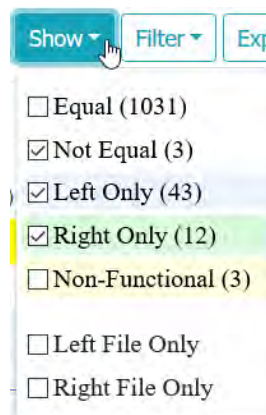 Show Filter Exp
Equal (1031)
Not Equal (3)
Left Only (43)
Right Only (12)
Non-Functional (3)
Left File Only
Right File Only